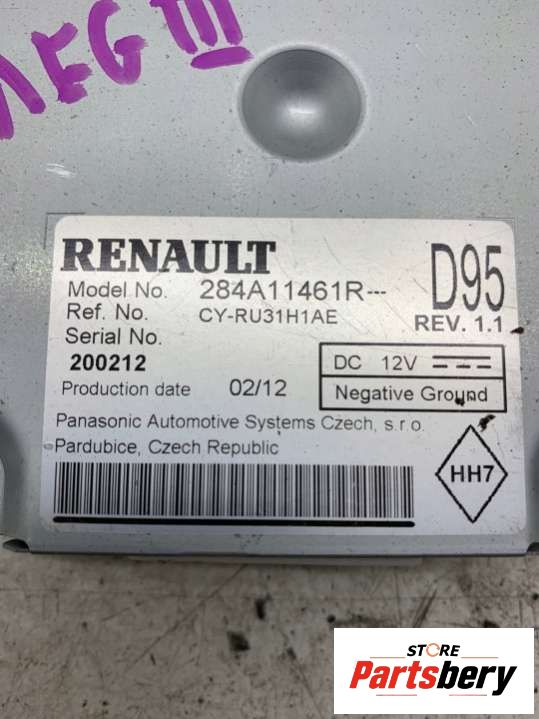 MEG III
RENAULT
D95
Model No. 284A11461R---
Ref. No. CY-RU31H1AE
REV. 1.1
Serial No.
200212
DC 12V
Production date 02/12
Negative Ground
Panasonic Automotive Systems Czech, s.r.o.
Pardubice, Czech Republic
HH7
STORE
Partsbery